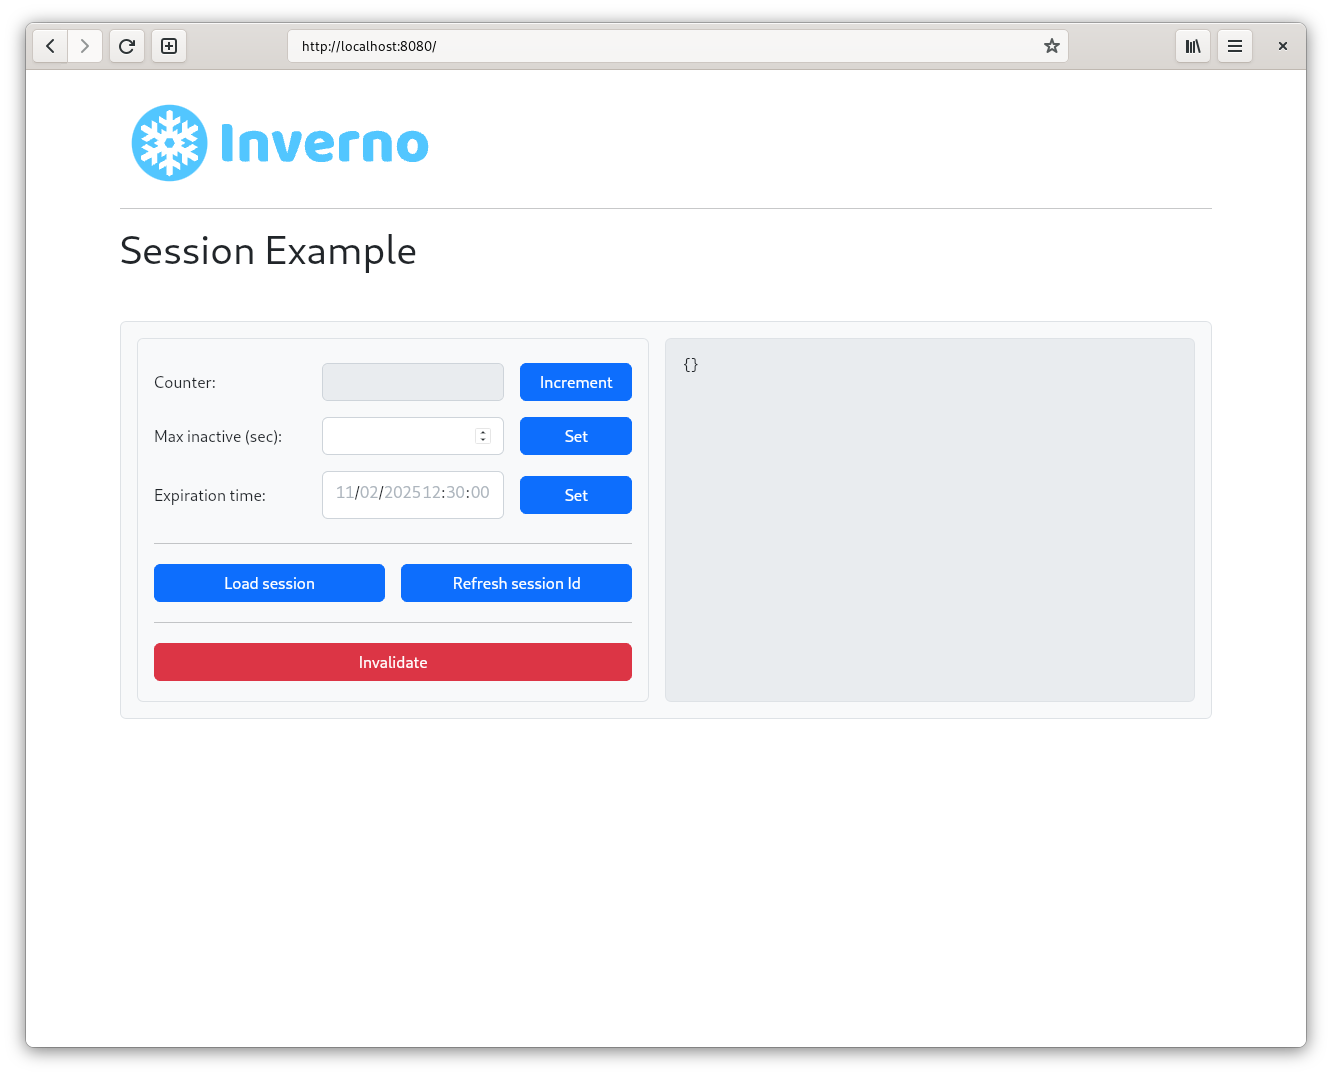 http://localhost:8080/
Inverno
Session Example
Counter:
Increment
Max inactive (sec):
Set
Expiration time:
11/02/2025 12:30:00
Set
Load session
Refresh session Id
Invalidate
{}